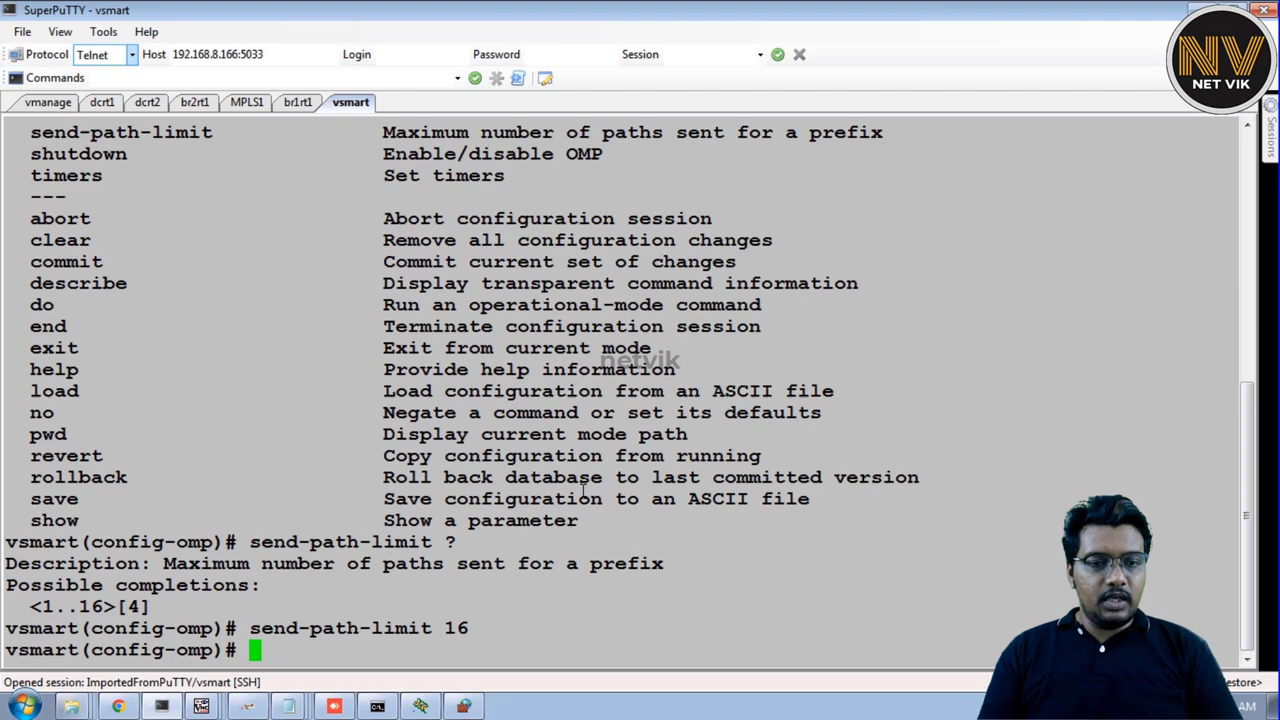 SuperPuTTY - vsmart
File View Tools Help
Protocol Telnet Host 192.168.8.166:5033 Login Password Session
Commands
NV
NET VIK
vmanage dcrt1 dcrt2 br2rt1 MPLS1 br1rt1 vsmart
Sessions
send-path-limit Maximum number of paths sent for a prefix
shutdown Enable/disable OMP
timers Set timers
---
abort Abort configuration session
clear Remove all configuration changes
commit Commit current set of changes
describe Display transparent command information
do Run an operational-mode command
end Terminate configuration session
exit Exit from current mode
netvik
help Provide help information
load Load configuration from an ASCII file
no Negate a command or set its defaults
pwd Display current mode path
revert Copy configuration from running
rollback Roll back database to last committed version
save Save configuration to an ASCII file
show Show a parameter
vsmart(config-omp)# send-path-limit ?
Description: Maximum number of paths sent for a prefix
Possible completions:
<1..16>[4]
vsmart(config-omp)# send-path-limit 16
vsmart(config-omp)#
Opened session: ImportedFromPuTTY/vsmart [SSH]
estore>
AM